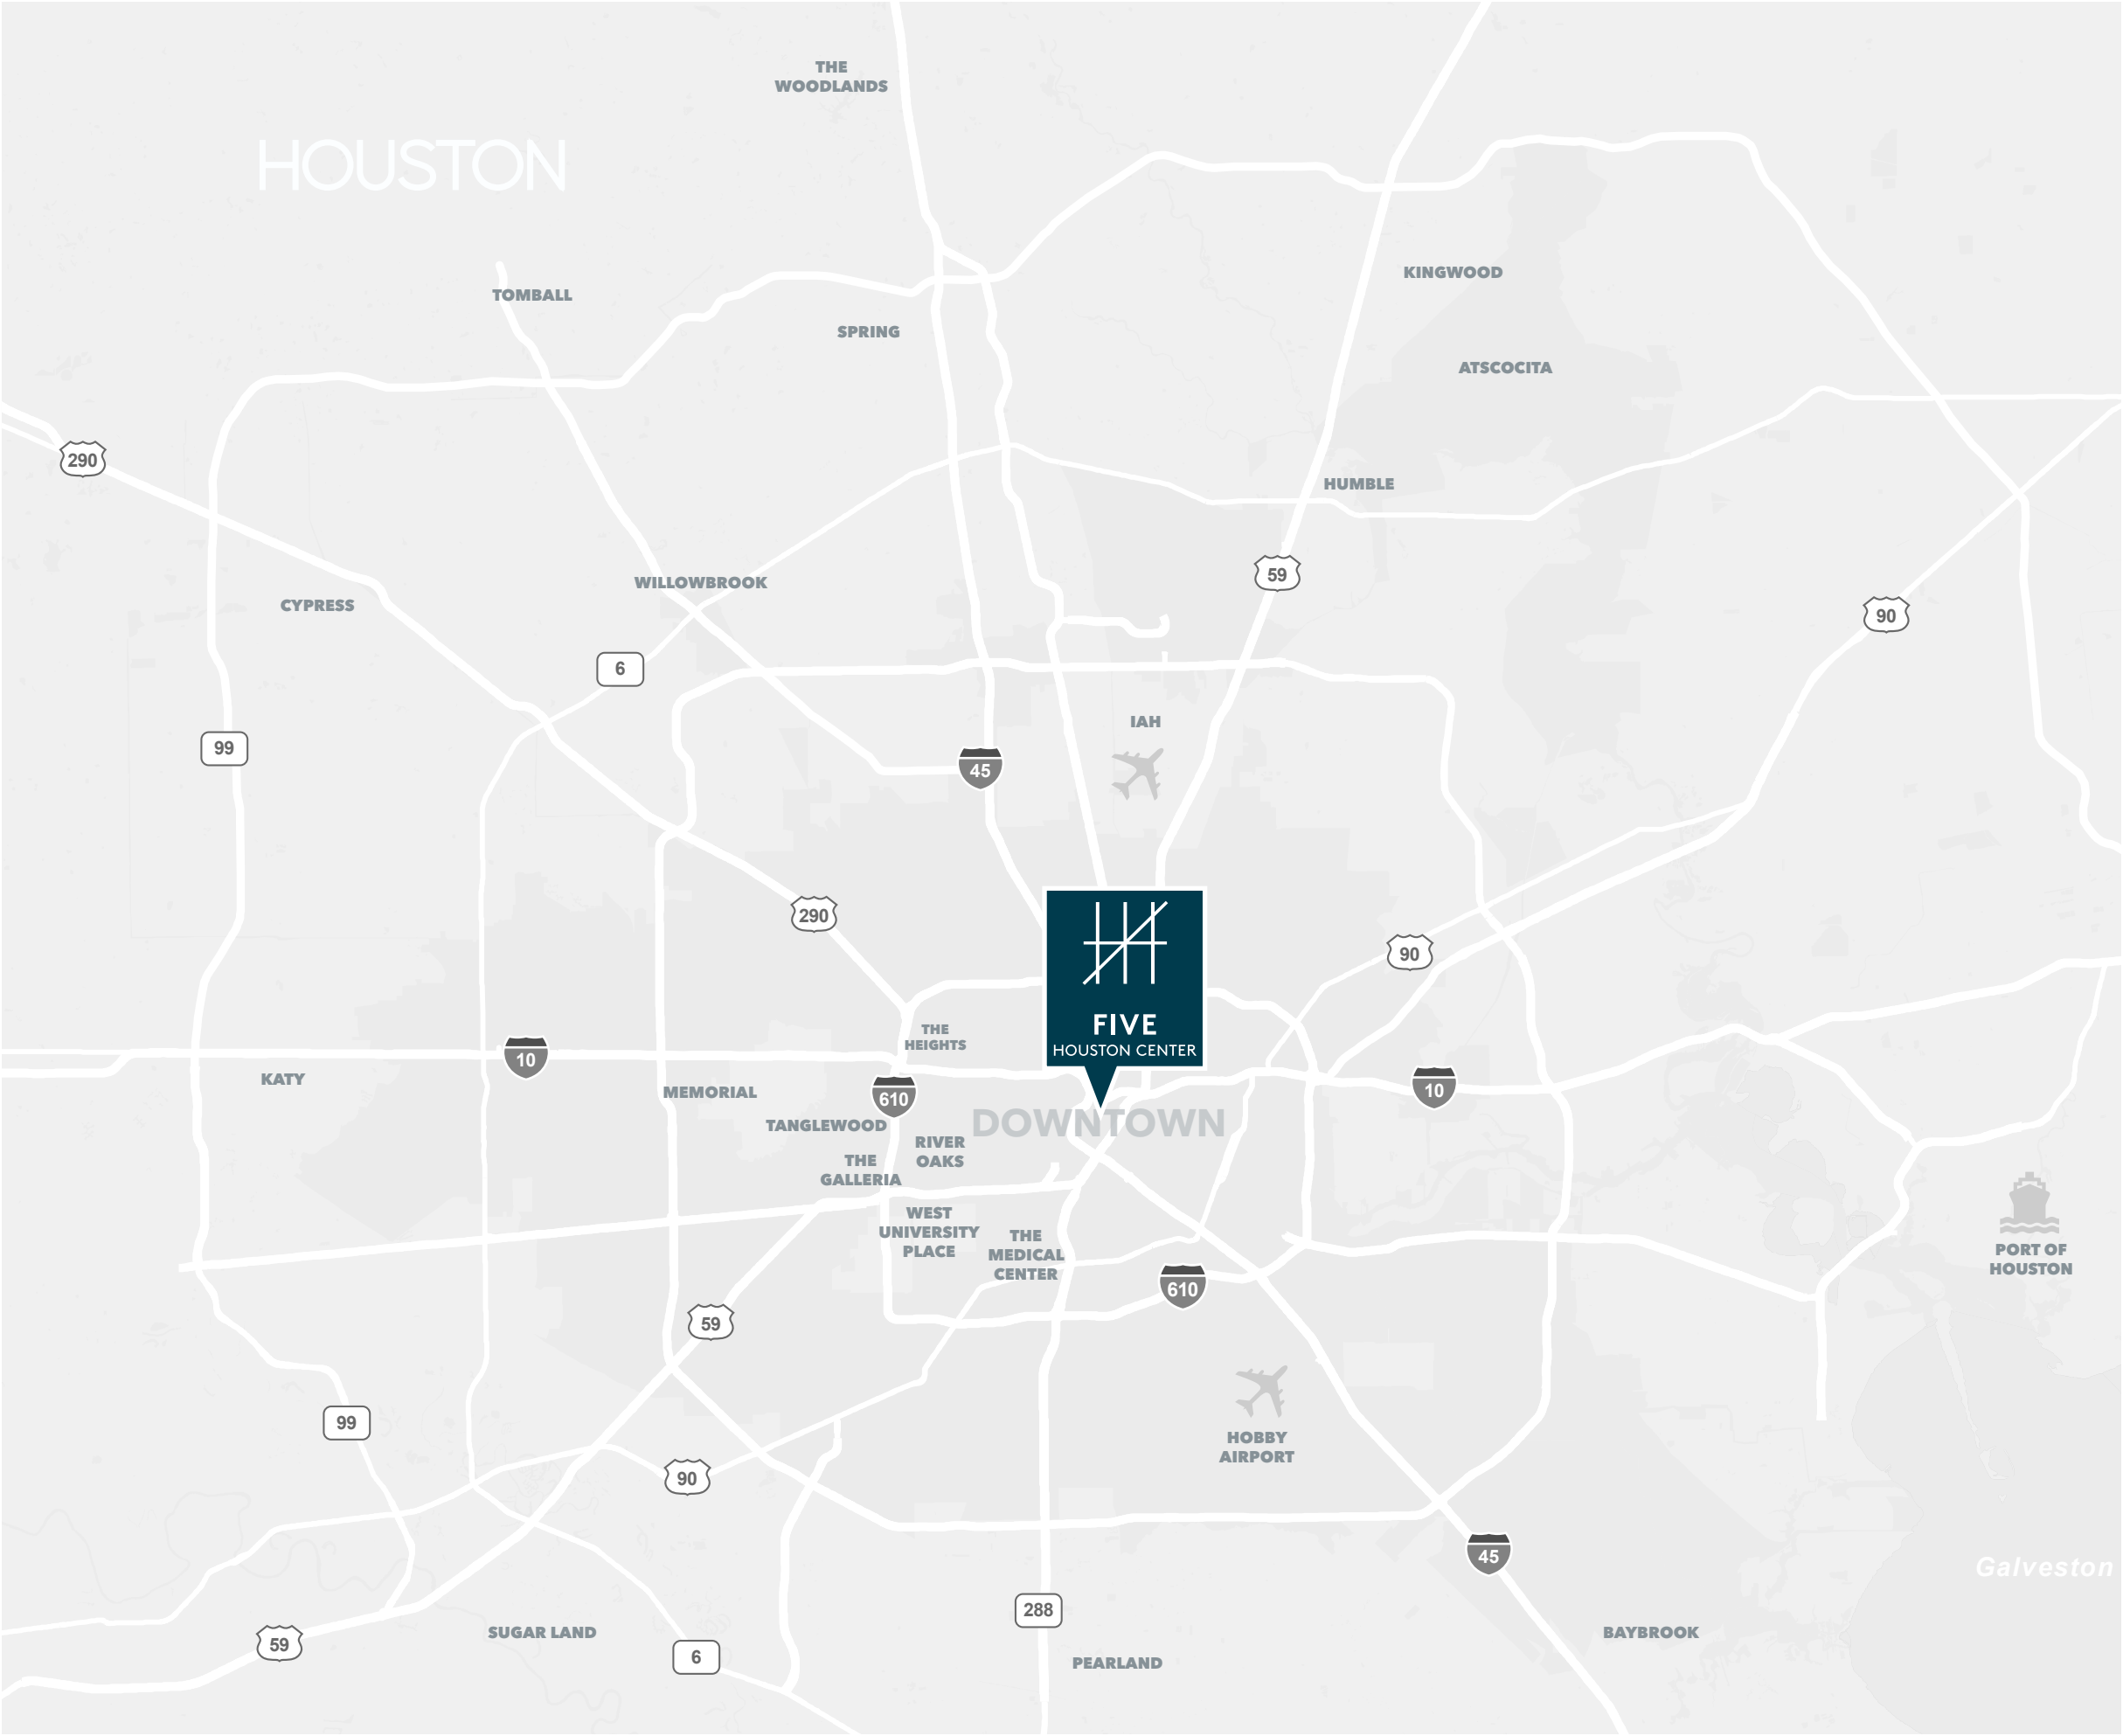 THE
WOODLANDS
HOUSTON
KINGWOOD
TOMBALL
SPRING
ATSCOCITA
290
HUMBLE
59
WILLOWBROOK
CYPRESS
90
6
IAH
99
45
290
90
FIVE
HOUSTON CENTER
THE
HEIGHTS
10
KATY
MEMORIAL
610
10
TANGLEWOOD
DOWNTOWN
RIVER
OAKS
THE
GALLERIA
WEST
UNIVERSITY
PLACE
THE
MEDICAL
CENTER
PORT OF
HOUSTON
610
59
99
HOBBY
AIRPORT
90
45
Galveston
288
59
SUGAR LAND
BAYBROOK
6
PEARLAND